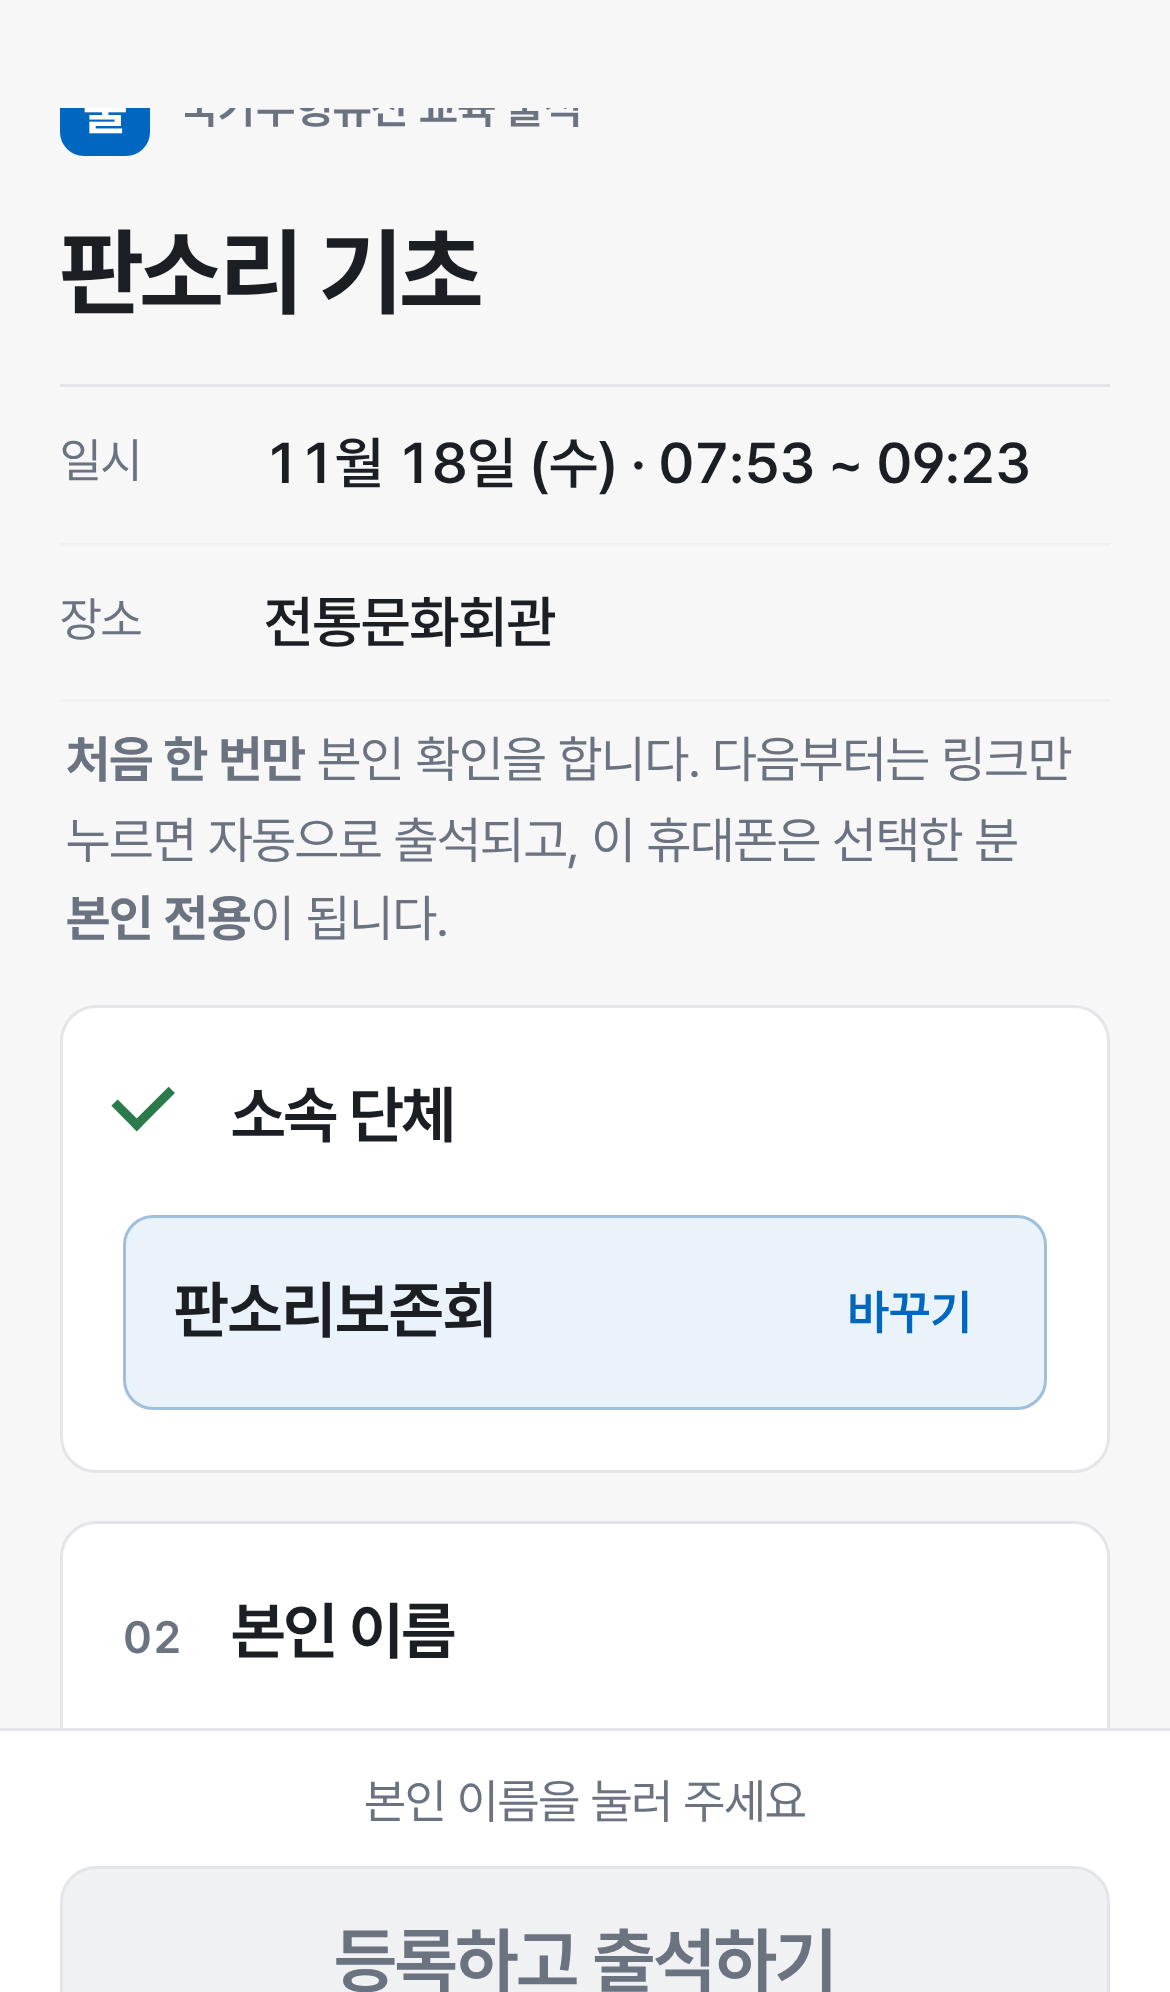 판소리 기초
일시 11월 18일 (수) · 07:53 ~ 09:23
장소 전통문화회관
처음 한 번만 본인 확인을 합니다. 다음부터는 링크만
누르면 자동으로 출석되고, 이 휴대폰은 선택한 분
본인 전용이 됩니다.
소속 단체
판소리보존회 바꾸기
02 본인 이름
본인 이름을 눌러 주세요
등록하고 출석하기